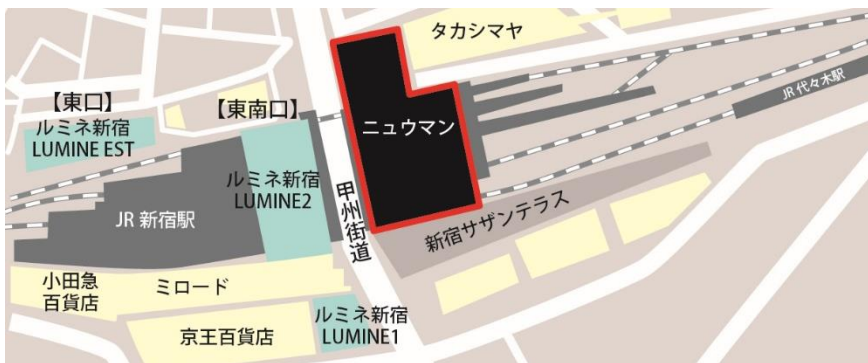 タカシマヤ
【東口】
ルミネ新宿
LUMINE EST
【東南口】
ニュウマン
JR 代々木駅
ルミネ新宿
LUMINE2
甲州街道
JR 新宿駅
新宿サザンテラス
小田急
百貨店
ミロード
京王百貨店
ルミネ新宿
LUMINE1